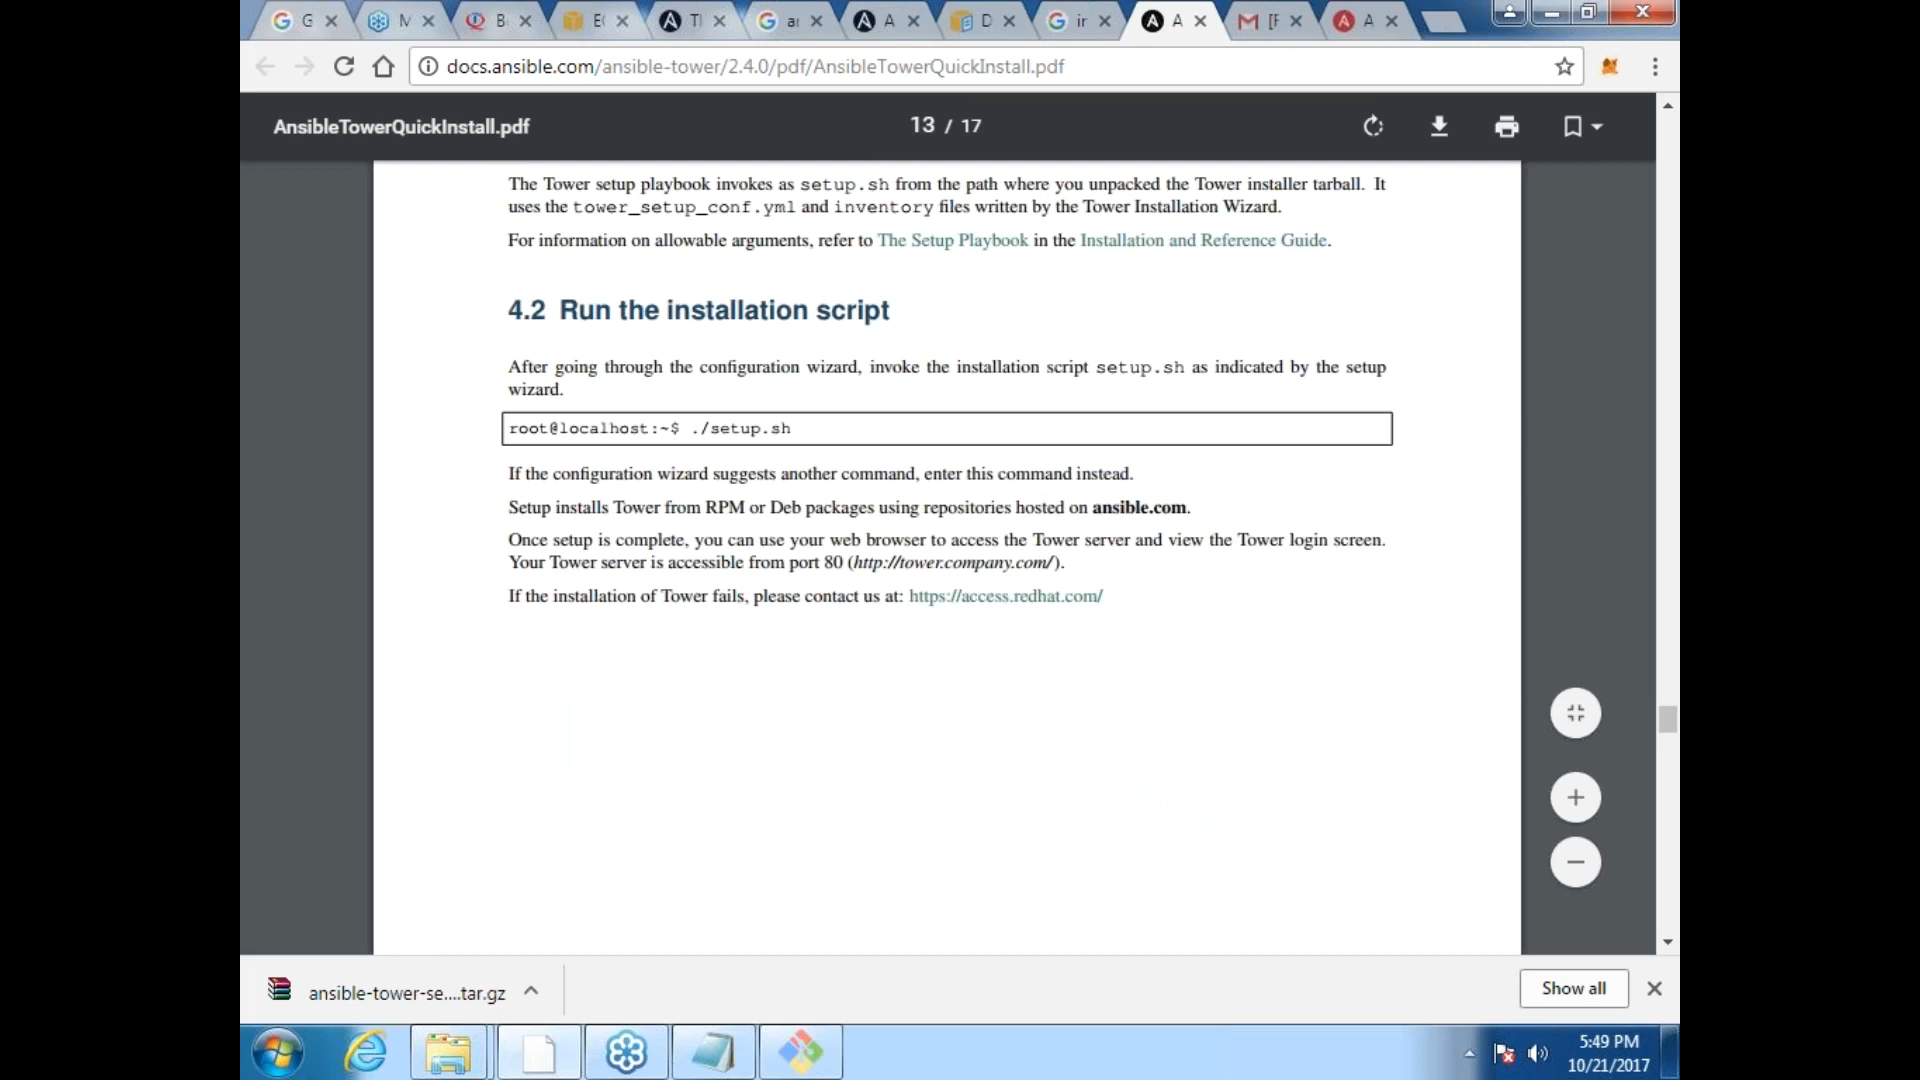 G
M
B
E
T
a
A
D
ir
A
[F
A
docs.ansible.com/ansible-tower/2.4.0/pdf/AnsibleTowerQuickInstall.pdf
AnsibleTowerQuickInstall.pdf
13 / 17
The Tower setup playbook invokes as setup.sh from the path where you unpacked the Tower installer tarball. It
uses the tower_setup_conf.yml and inventory files written by the Tower Installation Wizard.
For information on allowable arguments, refer to The Setup Playbook in the Installation and Reference Guide.
4.2 Run the installation script
After going through the configuration wizard, invoke the installation script setup.sh as indicated by the setup
wizard.
root@localhost:~$ ./setup.sh
If the configuration wizard suggests another command, enter this command instead.
Setup installs Tower from RPM or Deb packages using repositories hosted on ansible.com.
Once setup is complete, you can use your web browser to access the Tower server and view the Tower login screen.
Your Tower server is accessible from port 80 (http://tower.company.com/).
If the installation of Tower fails, please contact us at: https://access.redhat.com/
ansible-tower-se....tar.gz
Show all
5:49 PM
10/21/2017